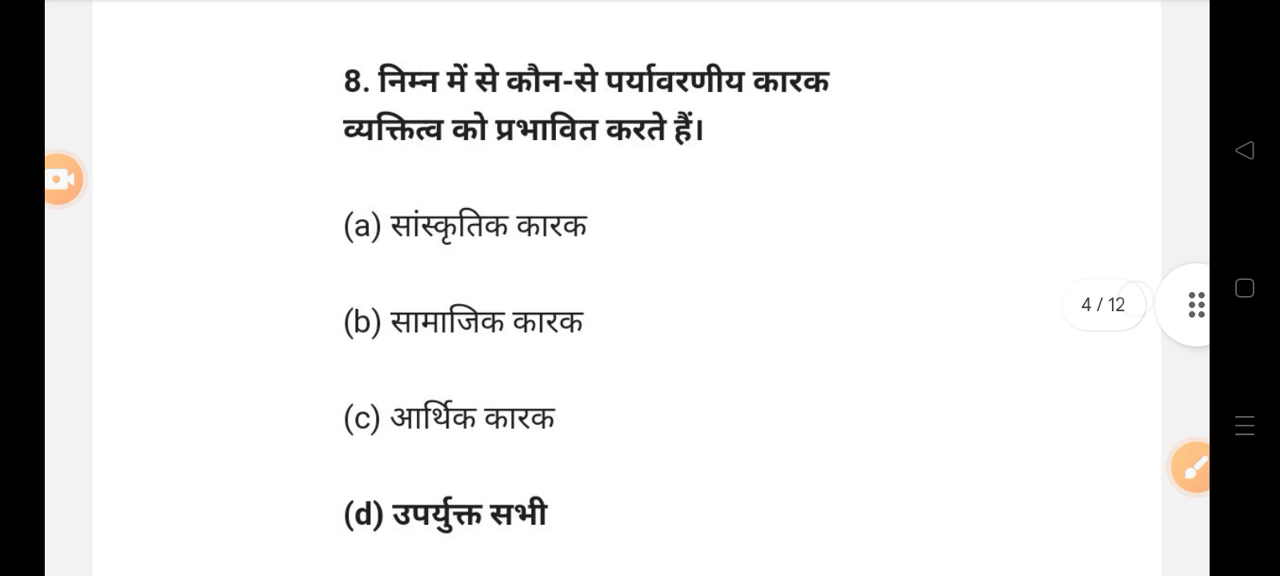 8. निम्न में से कौन-से पर्यावरणीय कारक
व्यक्तित्व को प्रभावित करते हैं।
(a) सांस्कृतिक कारक
(b) सामाजिक कारक
4 / 12
(c) आर्थिक कारक
(d) उपर्युक्त सभी